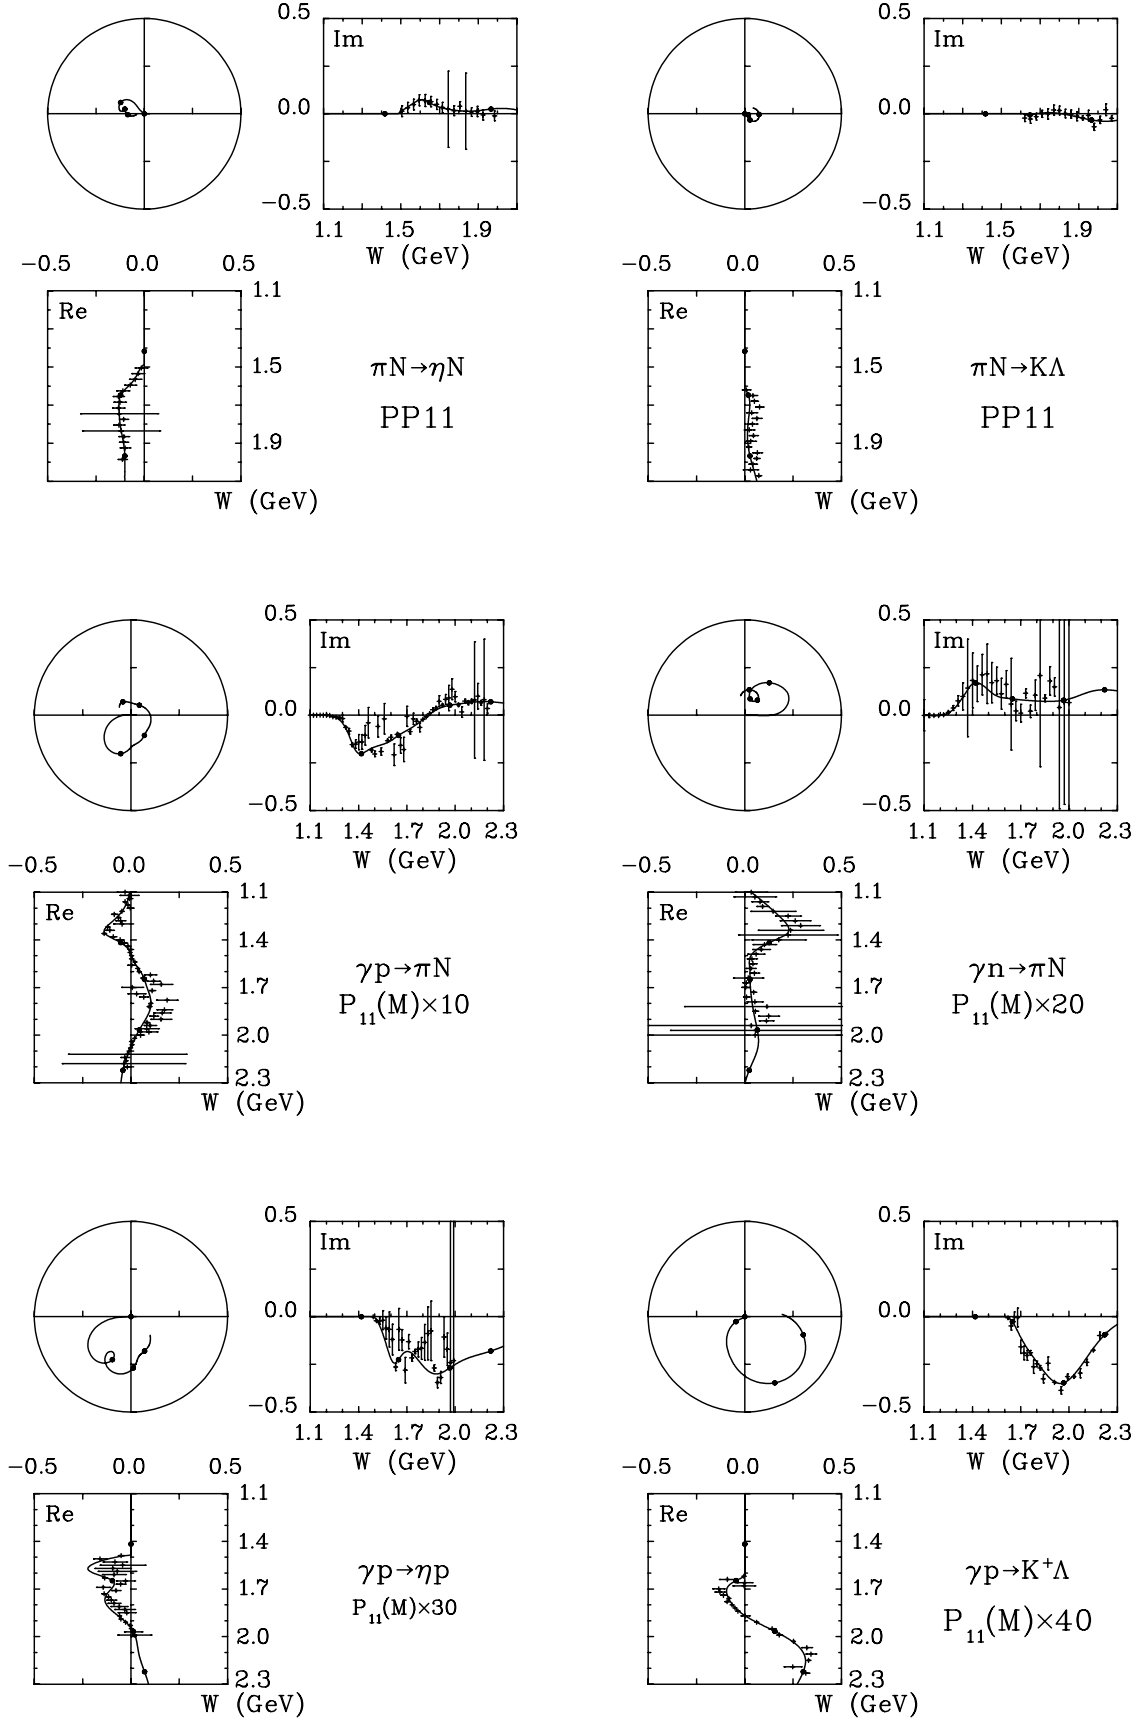 0.5
Im
0.0
−0.5
1.1 1.5 1.9
W (GeV)
−0.5 0.0 0.5
Re
1.1
1.5
1.9
W (GeV)
πN→ηN
PP11
0.5
Im
0.0
−0.5
1.1 1.5 1.9
W (GeV)
−0.5 0.0 0.5
Re
1.1
1.5
1.9
W (GeV)
πN→KΛ
PP11
0.5
Im
0.0
−0.5
1.1 1.4 1.7 2.0 2.3
W (GeV)
−0.5 0.0 0.5
Re
1.1
1.4
1.7
2.0
2.3
W (GeV)
γp→πN
P₁₁(M)×10
0.5
Im
0.0
−0.5
1.1 1.4 1.7 2.0 2.3
W (GeV)
−0.5 0.0 0.5
Re
1.1
1.4
1.7
2.0
2.3
W (GeV)
γn→πN
P₁₁(M)×20
0.5
Im
0.0
−0.5
1.1 1.4 1.7 2.0 2.3
W (GeV)
−0.5 0.0 0.5
Re
1.1
1.4
1.7
2.0
2.3
W (GeV)
γp→ηp
P₁₁(M)×30
0.5
Im
0.0
−0.5
1.1 1.4 1.7 2.0 2.3
W (GeV)
−0.5 0.0 0.5
Re
1.1
1.4
1.7
2.0
2.3
W (GeV)
γp→K⁺Λ
P₁₁(M)×40